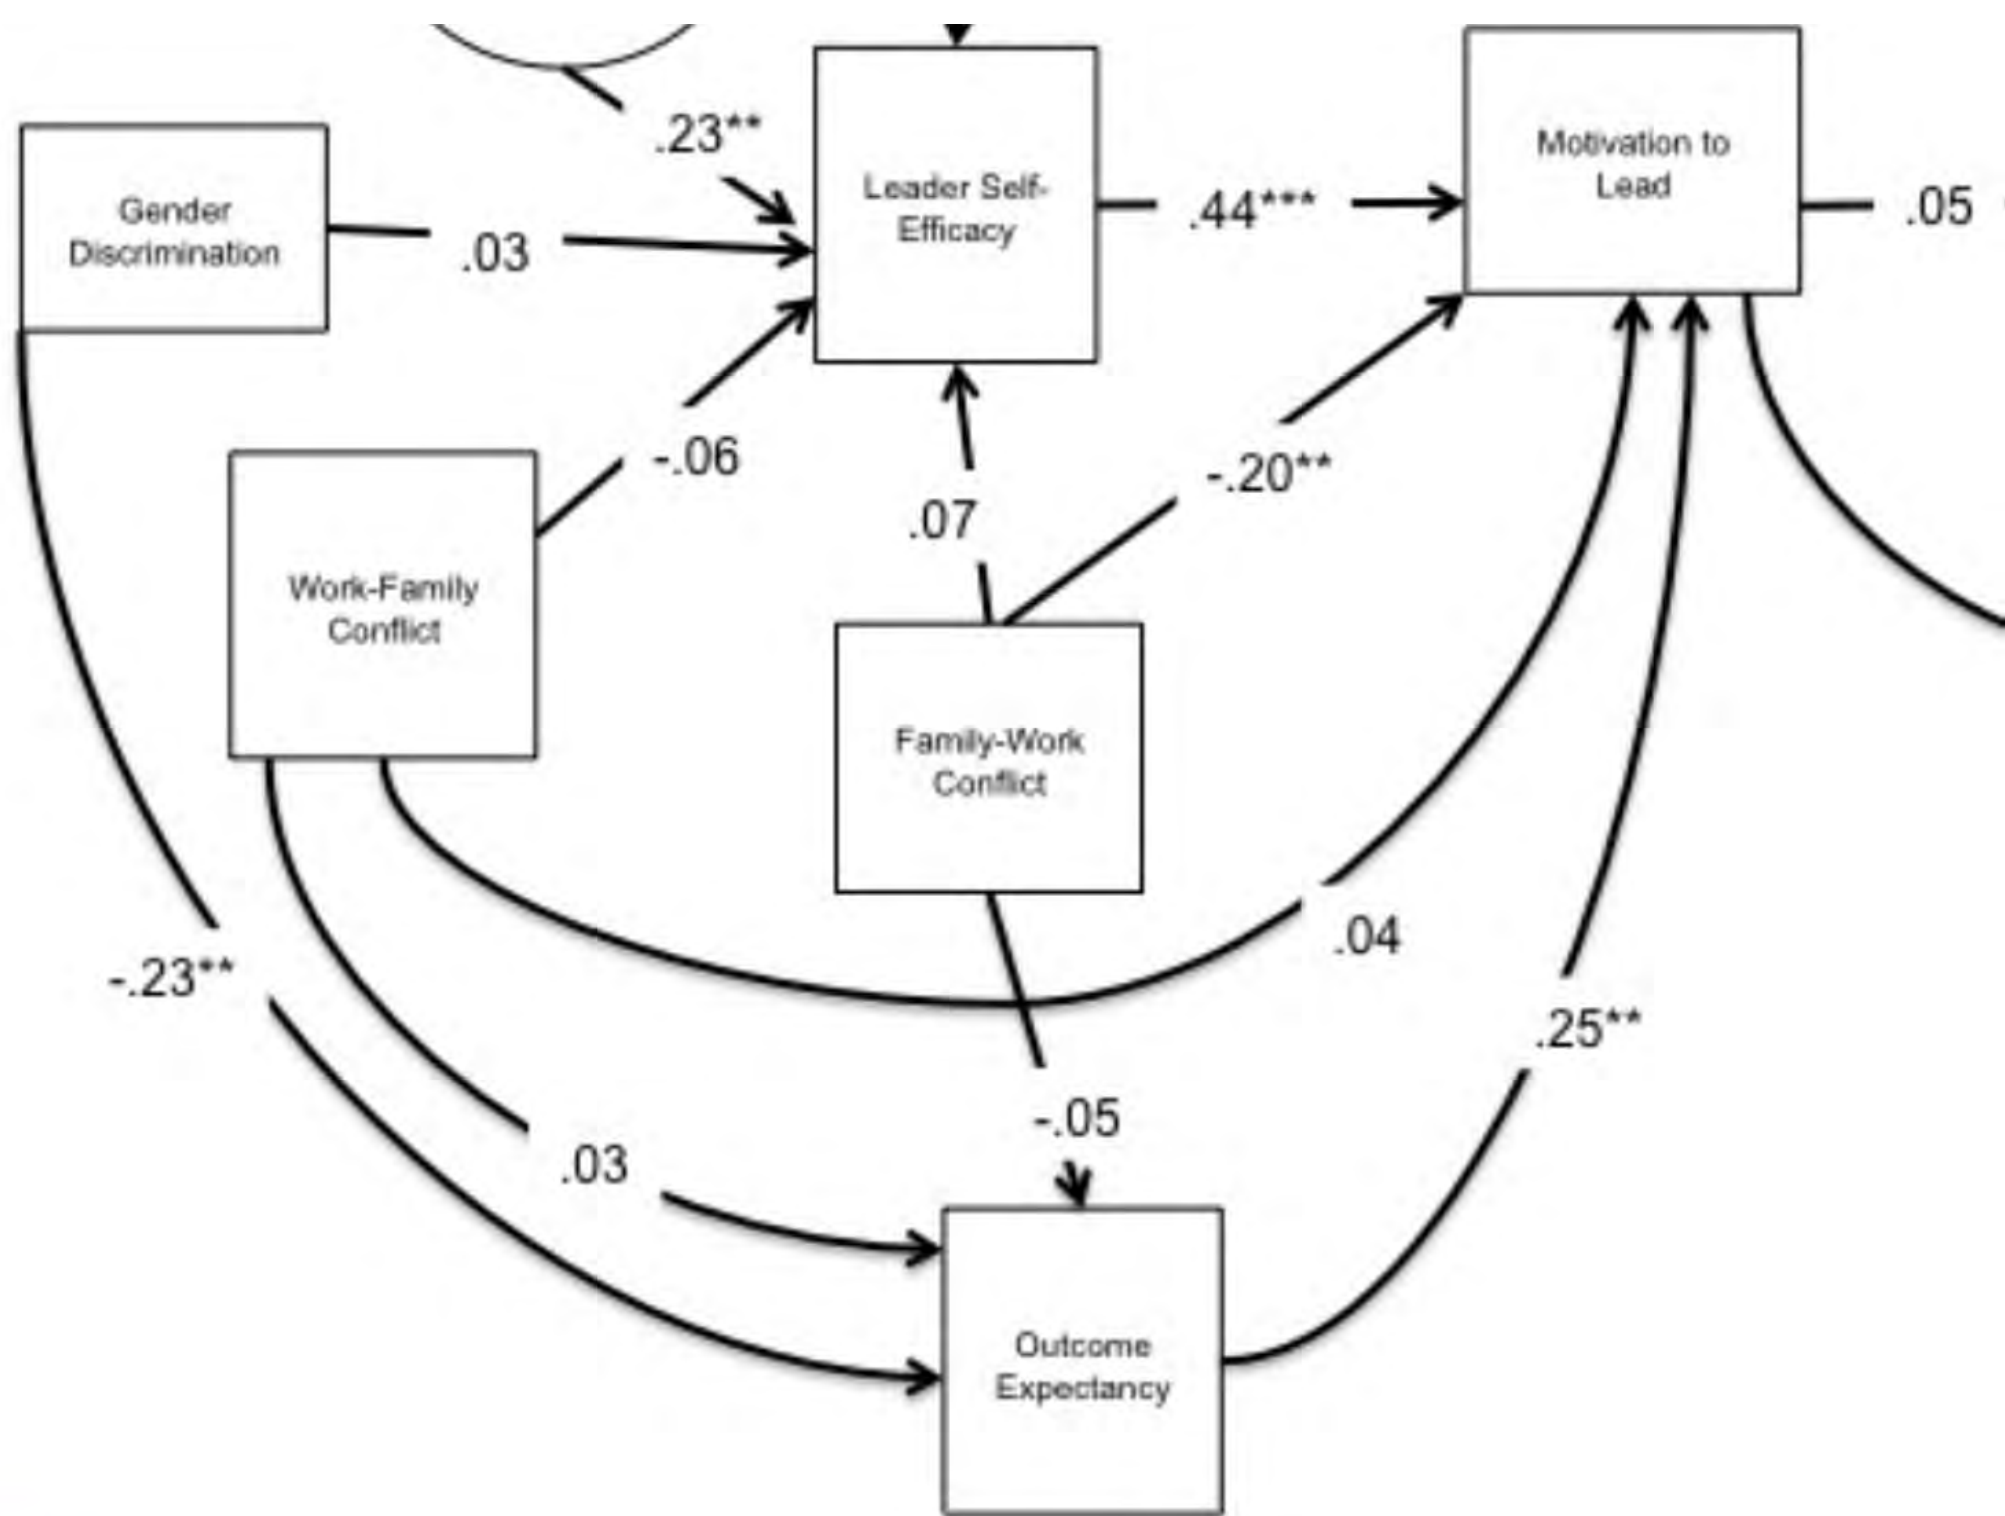 .23**
Gender
Discrimination
.03
Leader Self-
Efficacy
.44***
Motivation to
Lead
.05
-.06
-.20**
.07
Work-Family
Conflict
Family-Work
Conflict
.04
-.23**
.25**
-.05
.03
Outcome
Expectancy